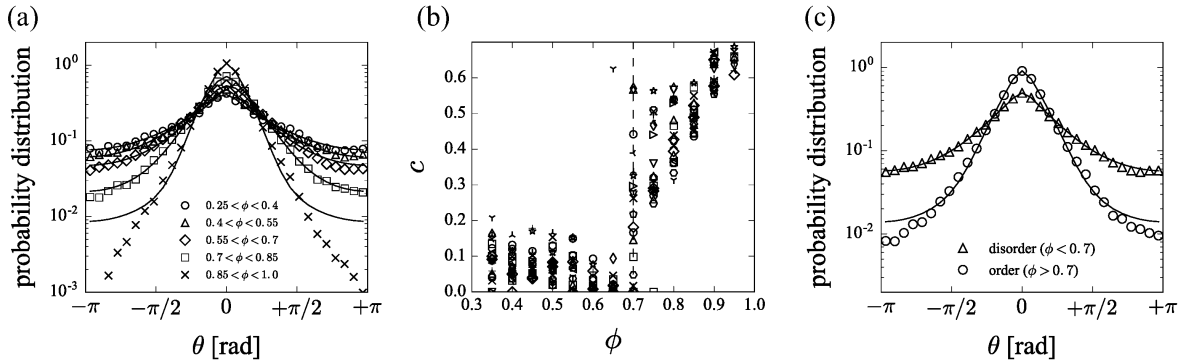 (a)
probability distribution
10⁰
10⁻¹
10⁻²
10⁻³
−π
−π/2
0
+π/2
+π
θ [rad]
0.25<ϕ<0.4
0.4<ϕ<0.55
0.55<ϕ<0.7
0.7<ϕ<0.85
0.85<ϕ<1.0
(b)
c
0.6
0.5
0.4
0.3
0.2
0.1
0.0
0.3
0.4
0.5
0.6
0.7
0.8
0.9
1.0
ϕ
(c)
probability distribution
10⁰
10⁻¹
10⁻²
−π
−π/2
0
+π/2
+π
θ [rad]
disorder (ϕ<0.7)
order (ϕ>0.7)